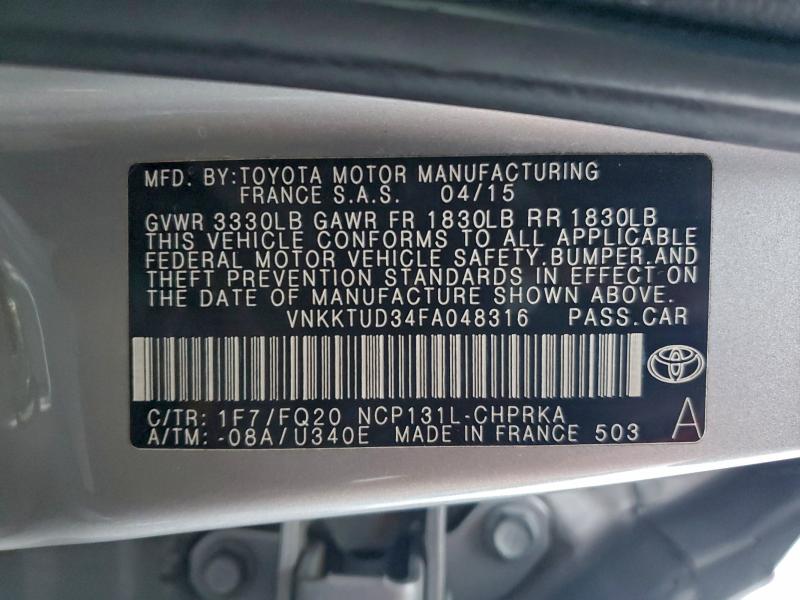 MFD. BY:TOYOTA MOTOR MANUFACTURING
FRANCE S.A.S. 04/15
GVWR 3330LB GAWR FR 1830LB RR 1830LB
THIS VEHICLE CONFORMS TO ALL APPLICABLE
FEDERAL MOTOR VEHICLE SAFETY.BUMPER.AND
THEFT PREVENTION STANDARDS IN EFFECT ON
THE DATE OF MANUFACTURE SHOWN ABOVE.
VNKKTUD34FA048316 PASS.CAR
C/TR: 1F7/FQ20 NCP131L-CHPRKA
A/TM: -08A/U340E MADE IN FRANCE 503
A